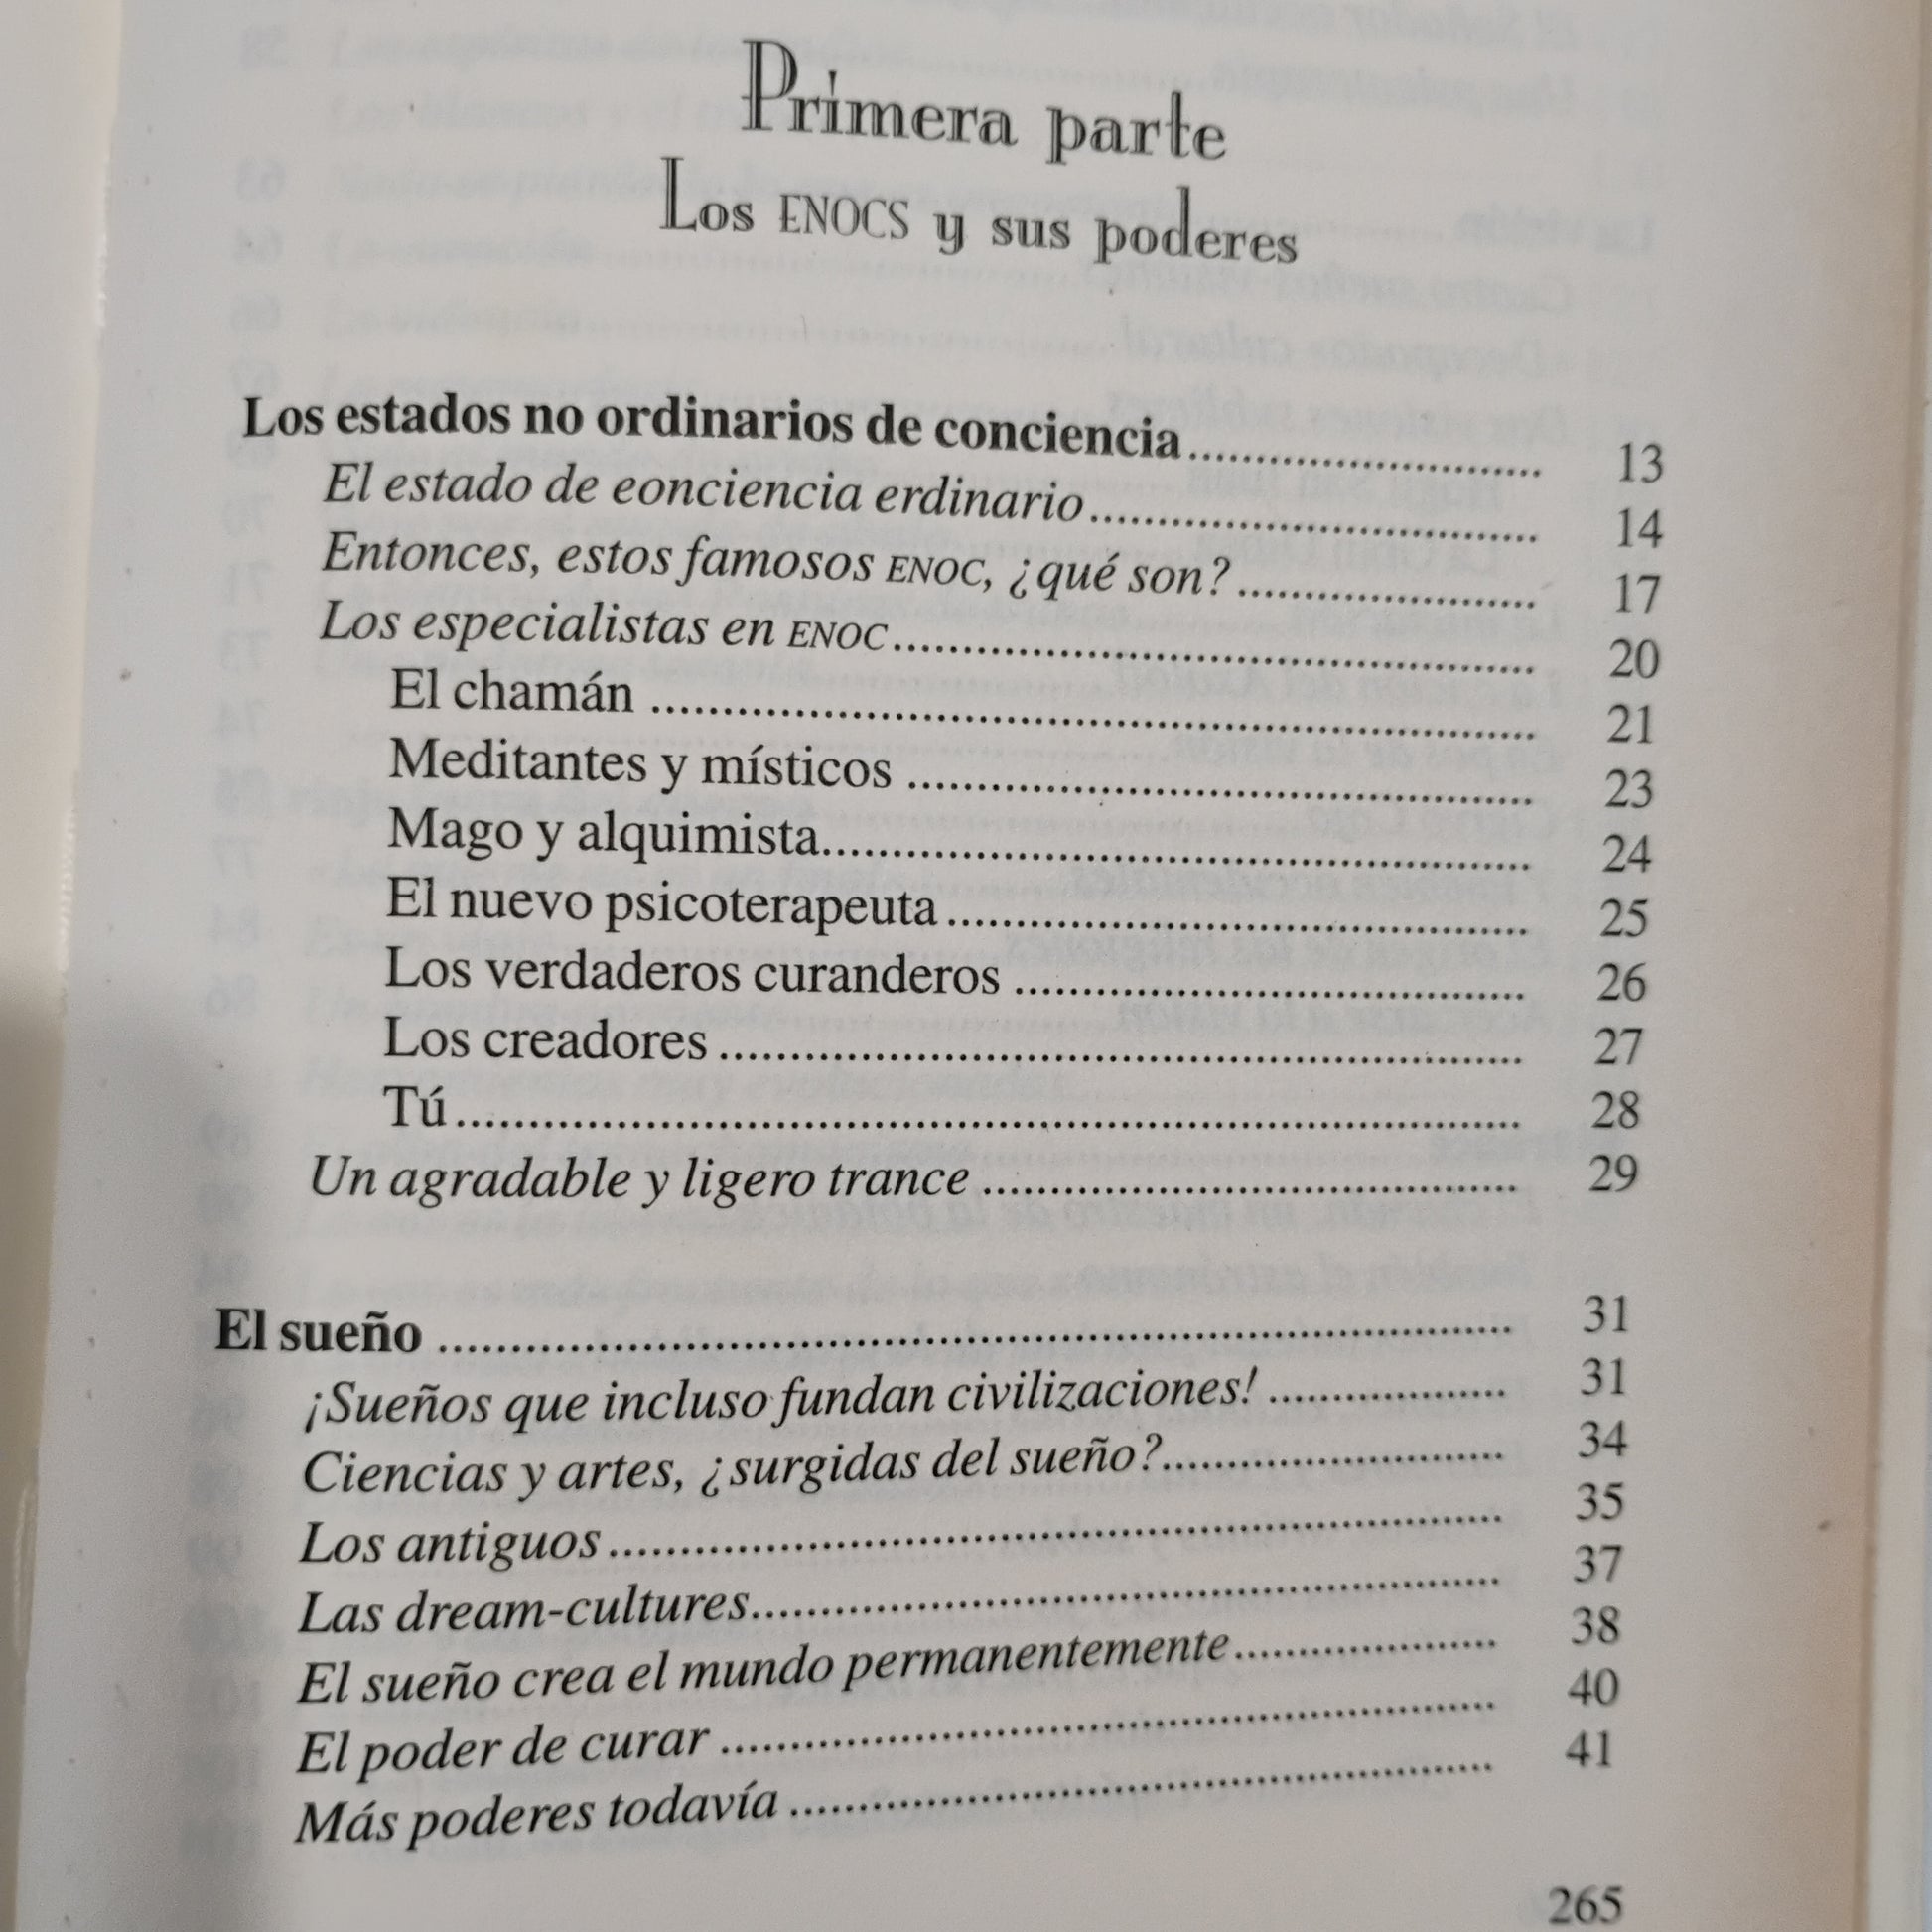 Primera parte
Los ENOCS y sus poderes
Los estados no ordinarios de conciencia ........................... 13
El estado de eonciencia erdinario ................................... 14
Entonces, estos famosos ENOC, ¿qué son? ....................... 17
Los especialistas en ENOC .................................................. 20
El chamán ..................................................................... 21
Meditantes y místicos ................................................. 23
Mago y alquimista ........................................................ 24
El nuevo psicoterapeuta ............................................. 25
Los verdaderos curanderos ........................................ 26
Los creadores ............................................................... 27
Tú ................................................................................... 28
Un agradable y ligero trance .......................................... 29
El sueño .................................................................................... 31
¡Sueños que incluso fundan civilizaciones! ................... 31
Ciencias y artes, ¿surgidas del sueño? ........................... 34
Los antiguos ...................................................................... 35
Las dream-cultures ........................................................... 37
El sueño crea el mundo permanentemente ..................... 38
El poder de curar .............................................................. 40
Más poderes todavía ........................................................ 41
265